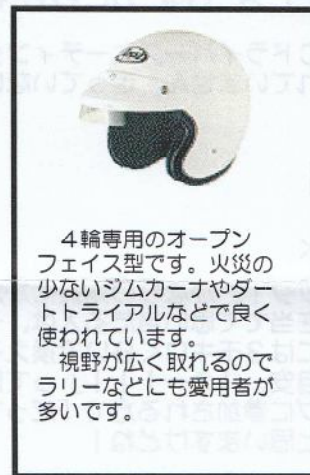 Arai
4輪専用のオープン
フェイス型です。火災の
少ないジムカーナやダー
トトライアルなどで良く
使われています。
視野が広く取れるので
ラリーなどにも愛用者が
多いです。